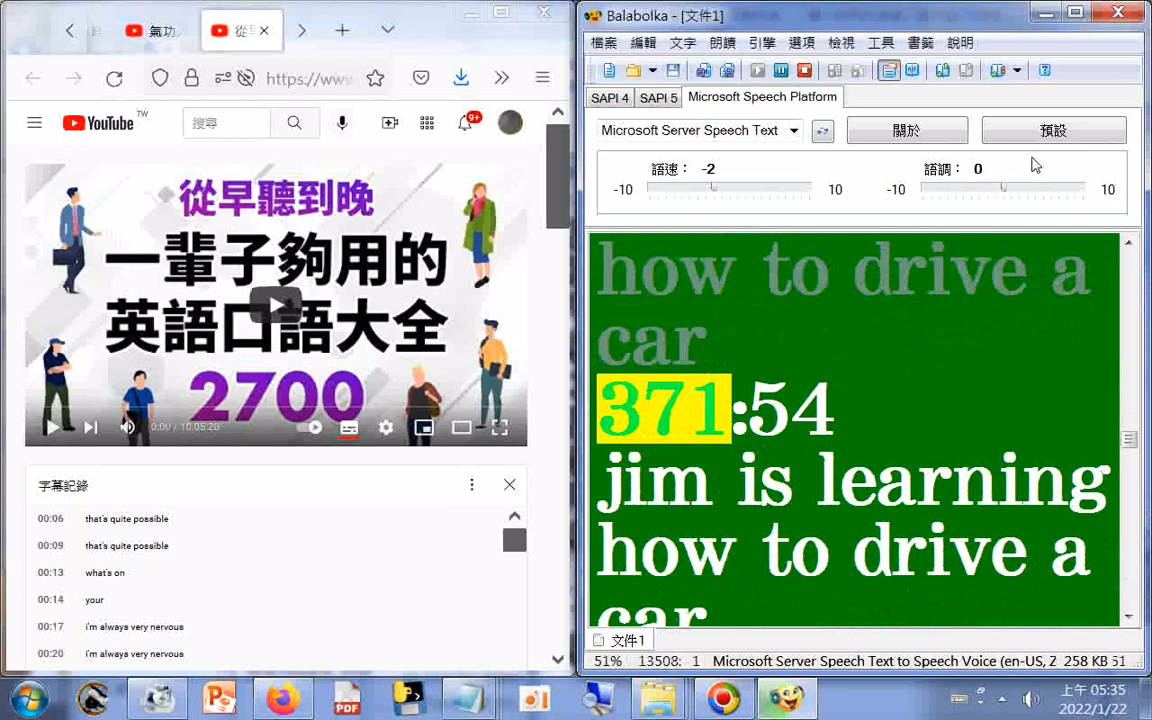 氣功
從
https://www
YouTube TW
搜尋
9+
從早聽到晚
一輩子夠用的
英語口語大全
2700
0:00 / 10:05:20
字幕記錄
00:06 that's quite possible
00:09 that's quite possible
00:13 what's on
00:14 your
00:17 i'm always very nervous
00:20 i'm always very nervous
Balabolka - [文件1]
檔案 編輯 文字 朗讀 引擎 選項 檢視 工具 書籤 說明
SAPI 4 SAPI 5 Microsoft Speech Platform
Microsoft Server Speech Text 關於 預設
語速： -2 語調： 0
-10 10 -10 10
how to drive a
car
371:54
jim is learning
how to drive a
car
文件1
51% 13508: 1 Microsoft Server Speech Text to Speech Voice (en-US, Z 258 KB 51
上午 05:35
2022/1/22